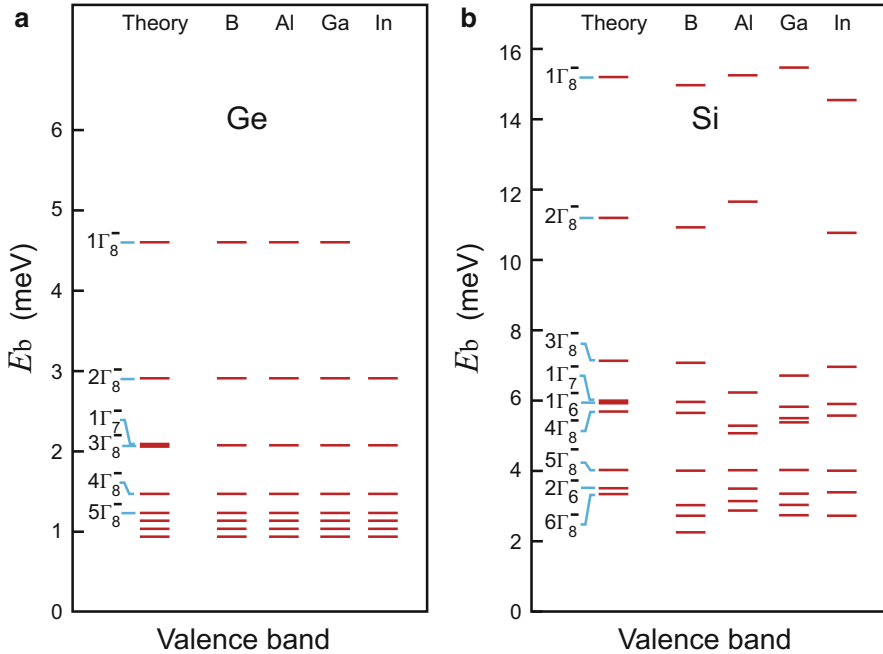 a
Theory B Al Ga In
Ge
6
5
4
3
2
1
0
Eb (meV)
1Γ8-
2Γ8-
1Γ7-
3Γ8-
4Γ8-
5Γ8-
Valence band
b
Theory B Al Ga In
Si
16
14
12
10
8
6
4
2
0
Eb (meV)
1Γ8-
2Γ8-
3Γ8-
1Γ7-
1Γ6-
4Γ8-
5Γ8-
2Γ6-
6Γ8-
Valence band